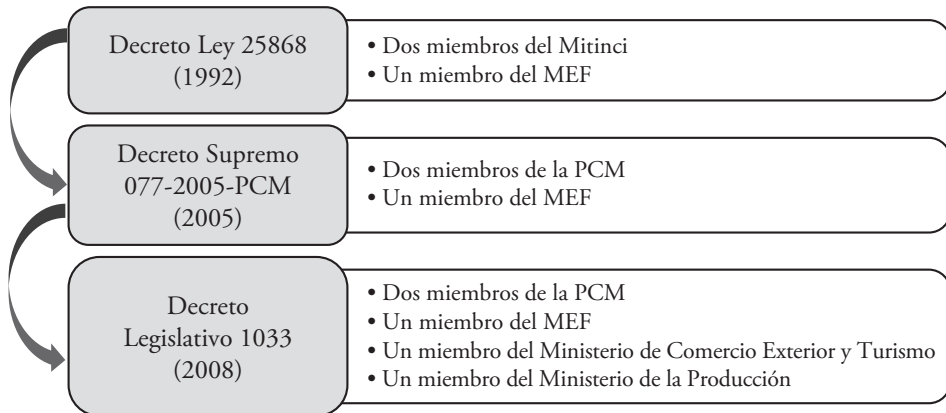 Decreto Ley 25868
(1992)
• Dos miembros del Mitinci
• Un miembro del MEF
Decreto Supremo
077-2005-PCM
(2005)
• Dos miembros de la PCM
• Un miembro del MEF
Decreto
Legislativo 1033
(2008)
• Dos miembros de la PCM
• Un miembro del MEF
• Un miembro del Ministerio de Comercio Exterior y Turismo
• Un miembro del Ministerio de la Producción